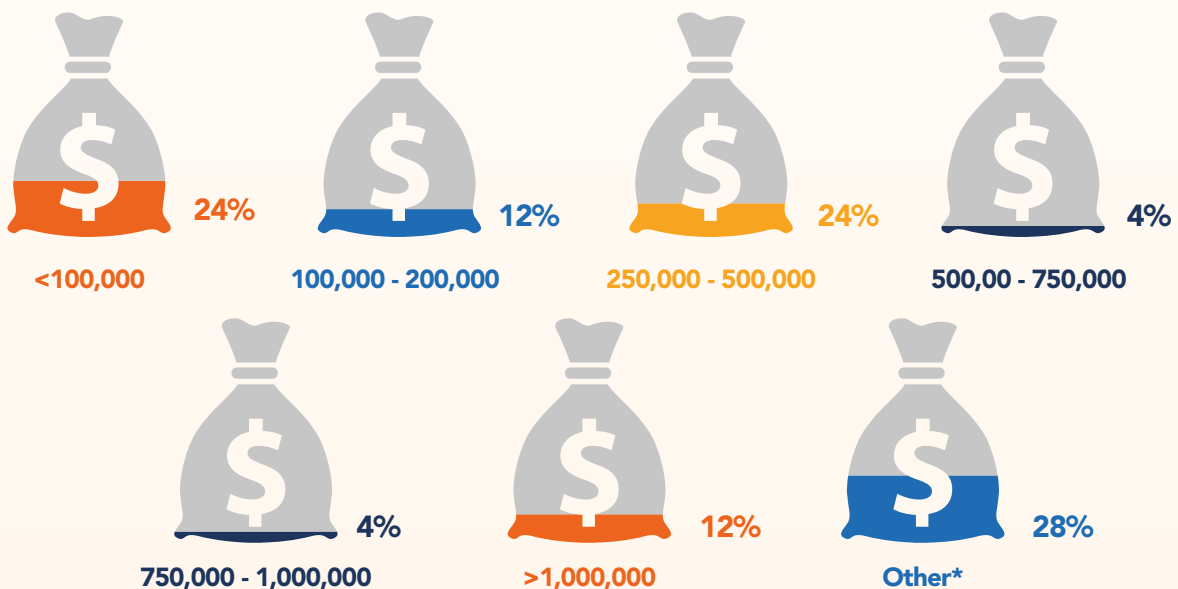 $ $ $ $
24% 12% 24% 4%
<100,000 100,000 - 200,000 250,000 - 500,000 500,00 - 750,000
$ $ $
4% 12% 28%
750,000 - 1,000,000 >1,000,000 Other*